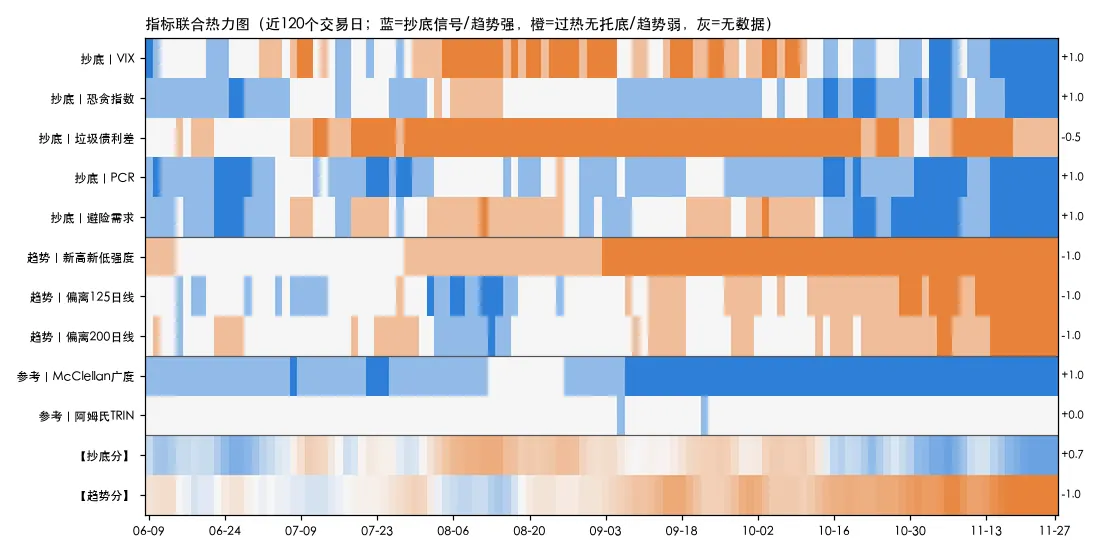 指标联合热力图（近120个交易日；蓝=抄底信号/趋势强，橙=过热无托底/趋势弱，灰=无数据）
抄底 | VIX +1.0
抄底 | 恐贪指数 +1.0
抄底 | 垃圾债利差 -0.5
抄底 | PCR +1.0
抄底 | 避险需求 +1.0
趋势 | 新高新低强度 -1.0
趋势 | 偏离125日线 -1.0
趋势 | 偏离200日线 -1.0
参考 | McClellan广度 +1.0
参考 | 阿姆氏TRIN +0.0
【抄底分】 +0.7
【趋势分】 -1.0
06-09 06-24 07-09 07-23 08-06 08-20 09-03 09-18 10-02 10-16 10-30 11-13 11-27